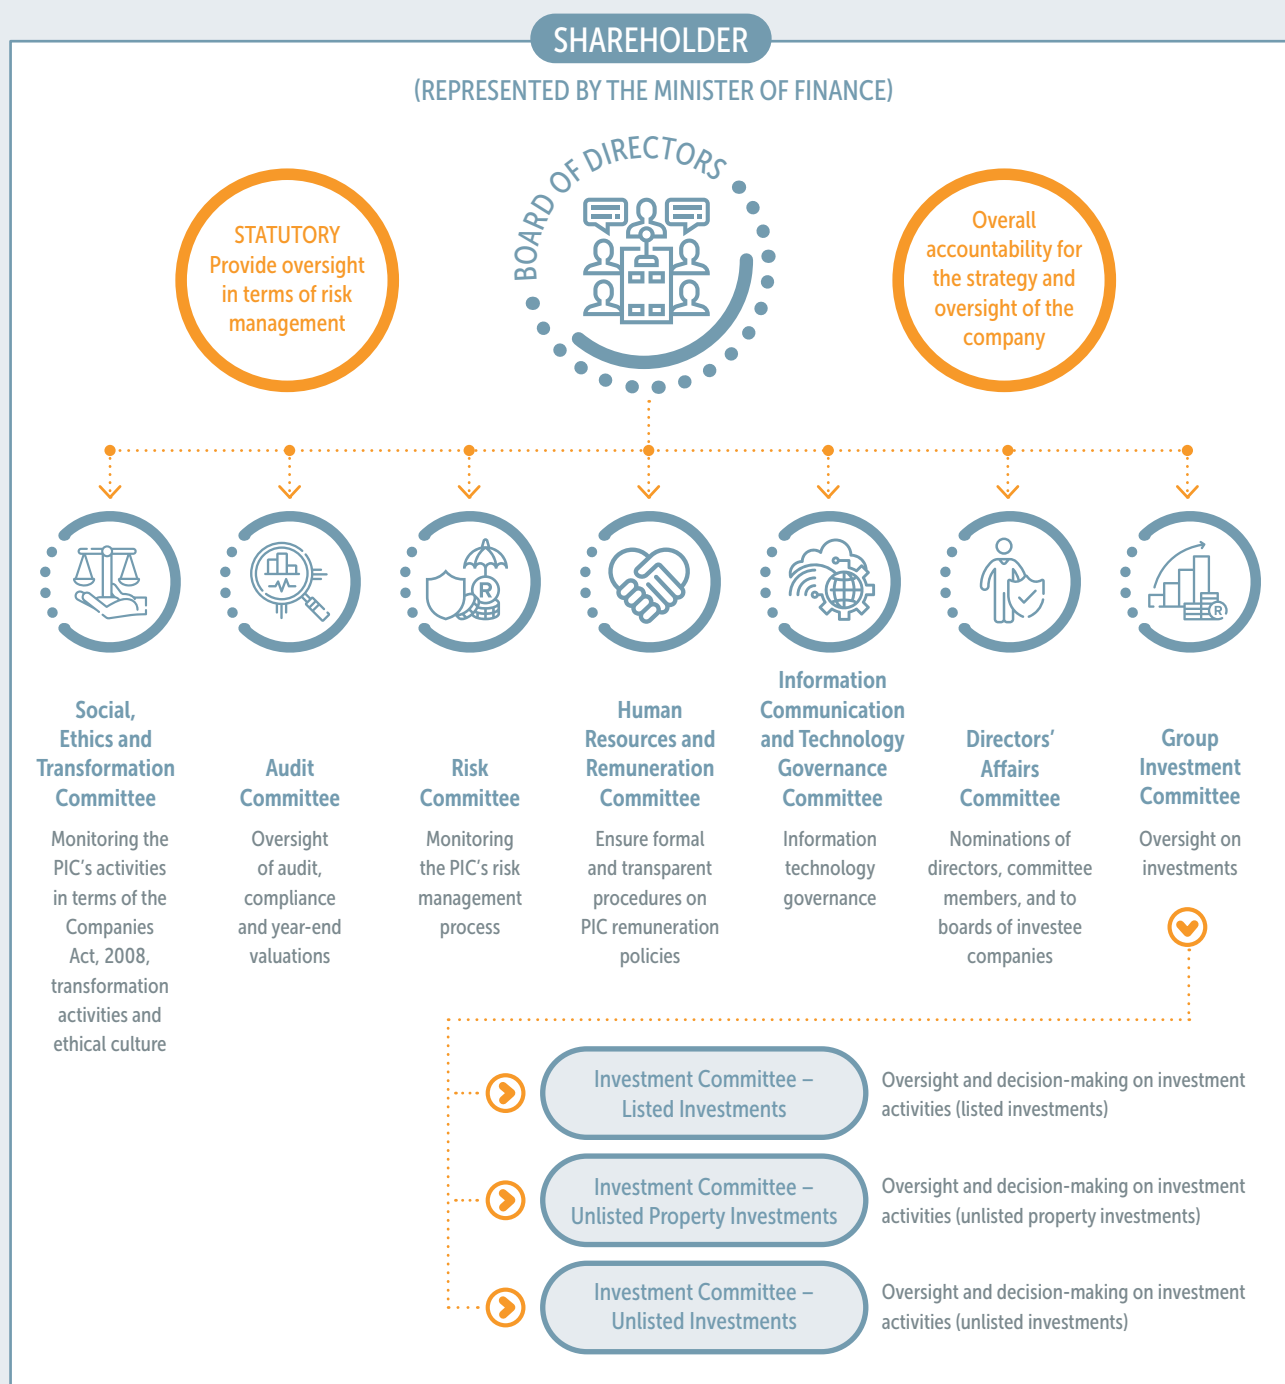 SHAREHOLDER
(REPRESENTED BY THE MINISTER OF FINANCE)
BOARD OF DIRECTORS
STATUTORY
Provide oversight
in terms of risk
management
Overall
accountability for
the strategy and
oversight of the
company
Social,
Ethics and
Transformation
Committee
Monitoring the
PIC's activities
in terms of the
Companies
Act, 2008,
transformation
activities and
ethical culture
Audit
Committee
Oversight
of audit,
compliance
and year-end
valuations
R
Risk
Committee
Monitoring
the PIC's risk
management
process
Human
Resources and
Remuneration
Committee
Ensure formal
and transparent
procedures on
PIC remuneration
policies
Information
Communication
and Technology
Governance
Committee
Information
technology
governance
Directors'
Affairs
Committee
Nominations of
directors, committee
members, and to
boards of investee
companies
R
Group
Investment
Committee
Oversight on
investments
Investment Committee –
Listed Investments
Oversight and decision-making on investment
activities (listed investments)
Investment Committee –
Unlisted Property Investments
Oversight and decision-making on investment
activities (unlisted property investments)
Investment Committee –
Unlisted Investments
Oversight and decision-making on investment
activities (unlisted investments)